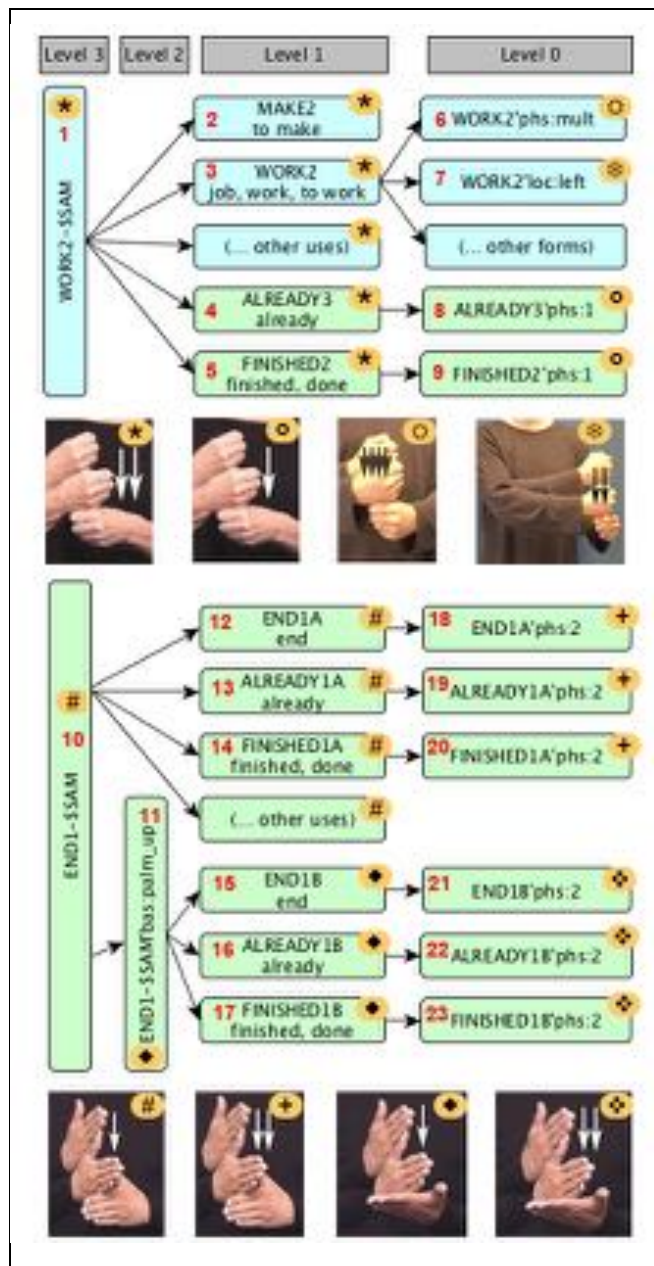 Level 3 Level 2 Level 1 Level 0
1
WORK2-$SAM
2 MAKE2
to make
3 WORK2
job, work, to work
(... other uses)
4 ALREADY3
already
5 FINISHED2
finished, done
6 WORK2'phs:mult
7 WORK2'loc:left
(... other forms)
8 ALREADY3'phs:1
9 FINISHED2'phs:1
#
10
END1-$SAM
11
END1-$SAM'bas:palm_up
12 END1A #
end
13 ALREADY1A #
already
14 FINISHED1A #
finished, done
(... other uses) #
15 END1B
end
16 ALREADY1B
already
17 FINISHED1B
finished, done
18 END1A'phs:2 +
19 ALREADY1A'phs:2 +
20 FINISHED1A'phs:2 +
21 END1B'phs:2
22 ALREADY1B'phs:2
23 FINISHED1B'phs:2
# +